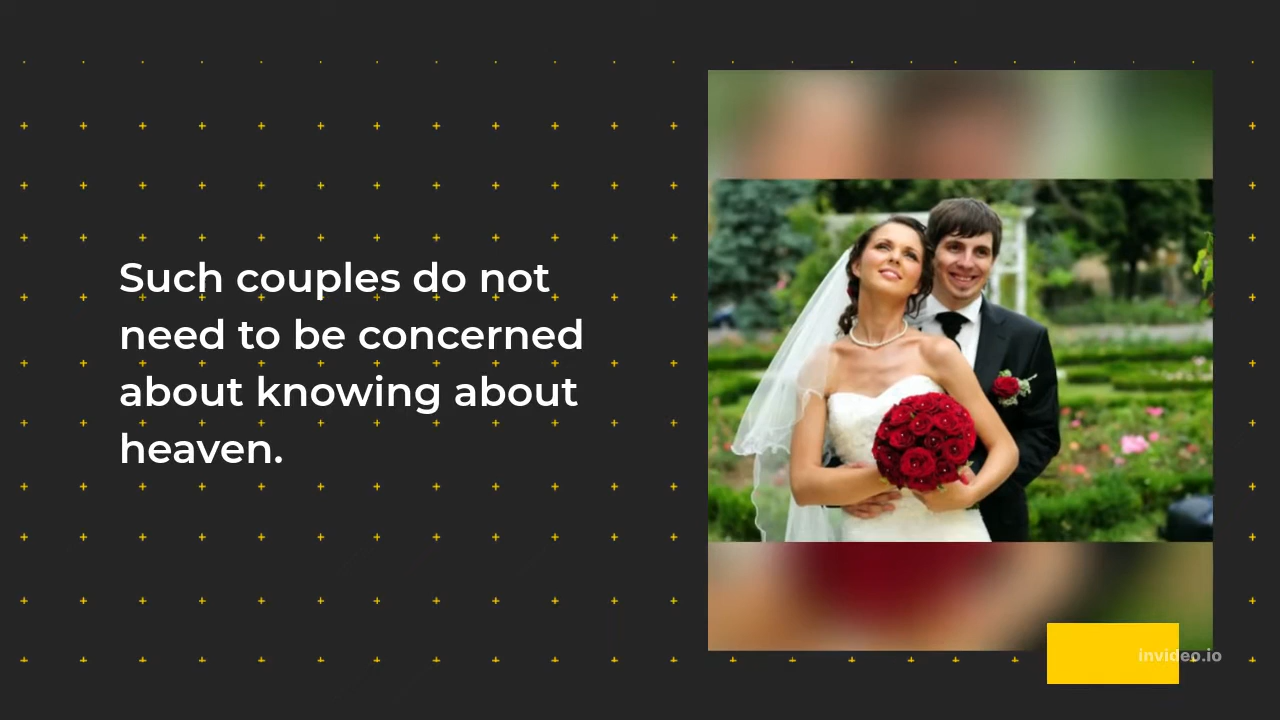 Such couples do not
need to be concerned
about knowing about
heaven.
invideo.io